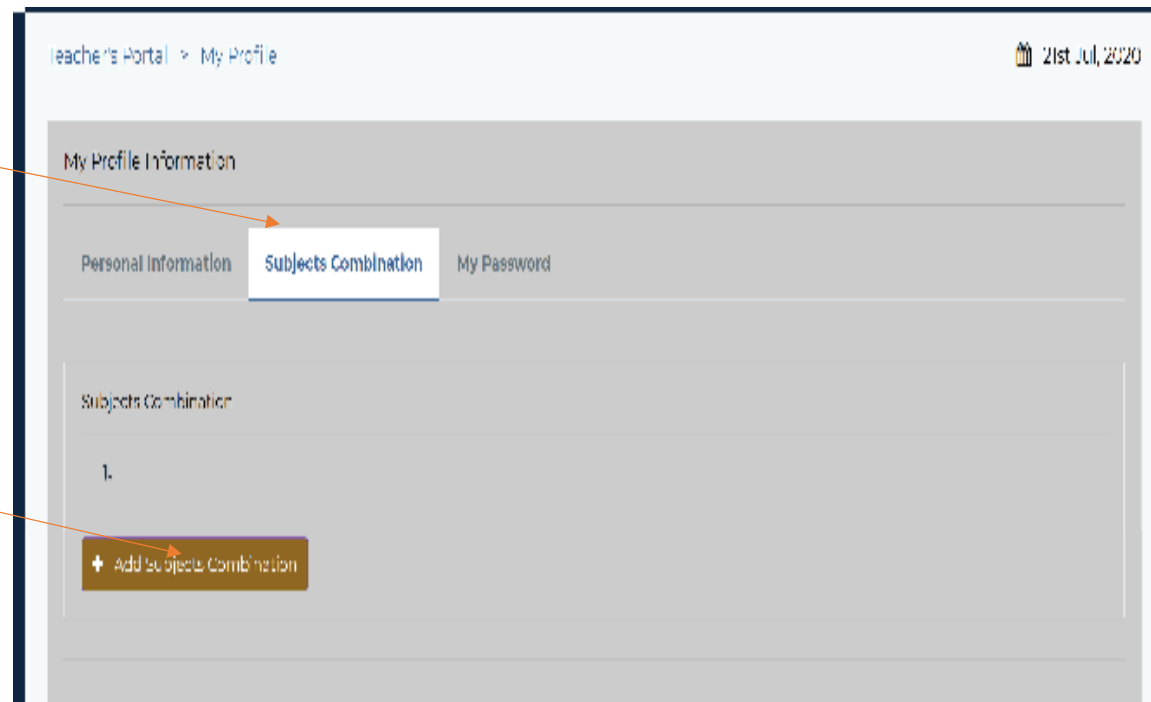 Teacher's Portal > My Profile
21st Jul, 2020
My Profile Information
Personal Information
Subjects Combination
My Password
Subjects Combination
1.
+ Add Subjects Combination